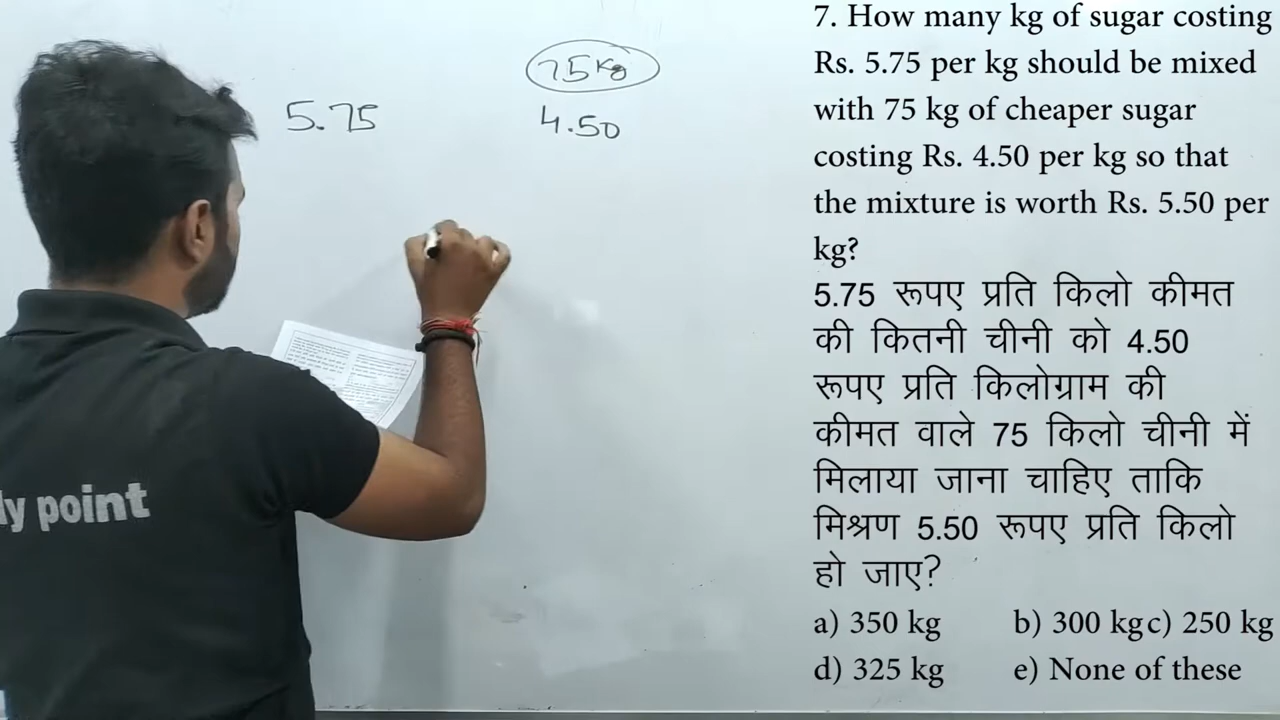 75 kg
5.75
4.50
ly point
7. How many kg of sugar costing
Rs. 5.75 per kg should be mixed
with 75 kg of cheaper sugar
costing Rs. 4.50 per kg so that
the mixture is worth Rs. 5.50 per
kg?
5.75 रूपए प्रति किलो कीमत
की कितनी चीनी को 4.50
रूपए प्रति किलोग्राम की
कीमत वाले 75 किलो चीनी में
मिलाया जाना चाहिए ताकि
मिश्रण 5.50 रूपए प्रति किलो
हो जाए?
a) 350 kg b) 300 kg c) 250 kg
d) 325 kg e) None of these